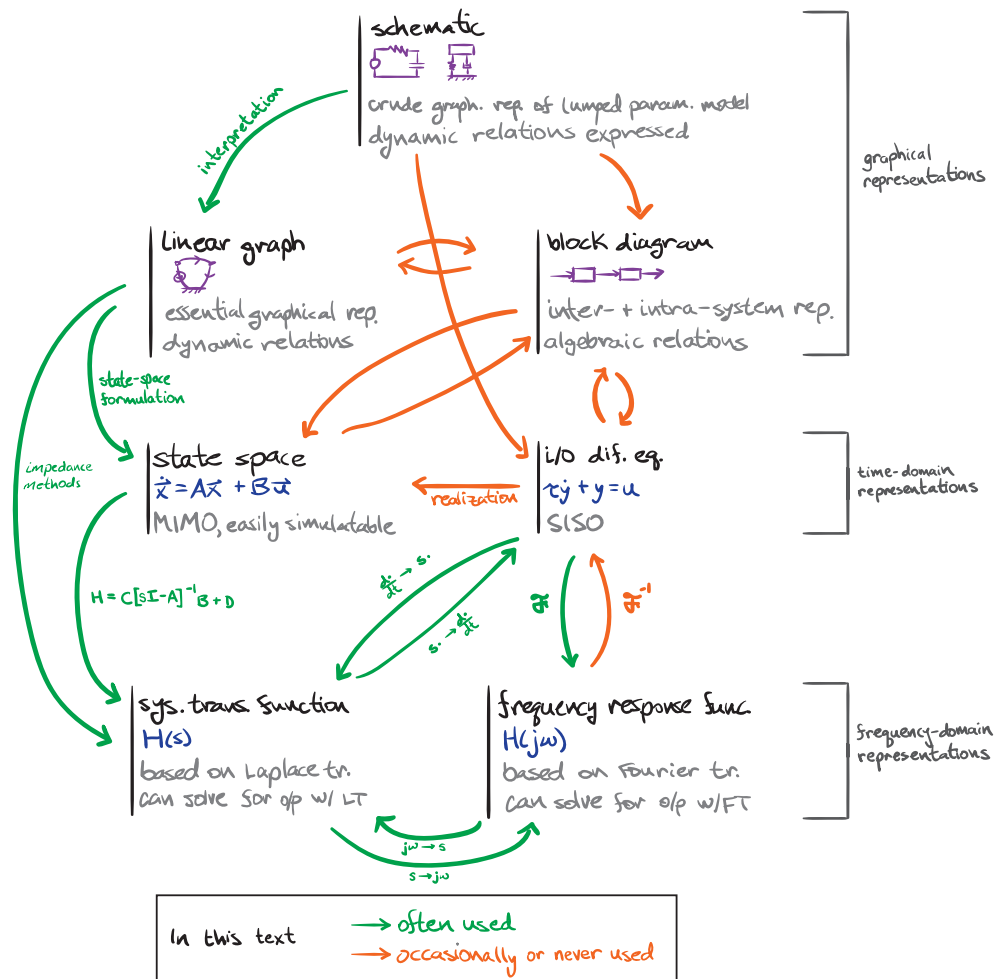 schematic
crude graph. rep. of lumped param. model
dynamic relations expressed
graphical
representations
interpretation
linear graph
essential graphical rep.
dynamic relations
block diagram
inter- + intra-system rep.
algebraic relations
state-space
formulation
impedance
methods
state space
ẋ⃗ = Ax⃗ + Bu⃗
MIMO, easily simulatable
realization
i/o dif. eq.
τẏ + y = u
SISO
time-domain
representations
H = C[sI-A]⁻¹B + D
d·/dt → s·
s· → d·/dt
ℱ
ℱ⁻¹
sys. trans. function
H(s)
based on Laplace tr.
can solve for o/p w/ LT
frequency response func.
H(jω)
based on Fourier tr.
can solve for o/p w/FT
frequency-domain
representations
jω → s
s → jω
In this text
→ often used
→ occasionally or never used